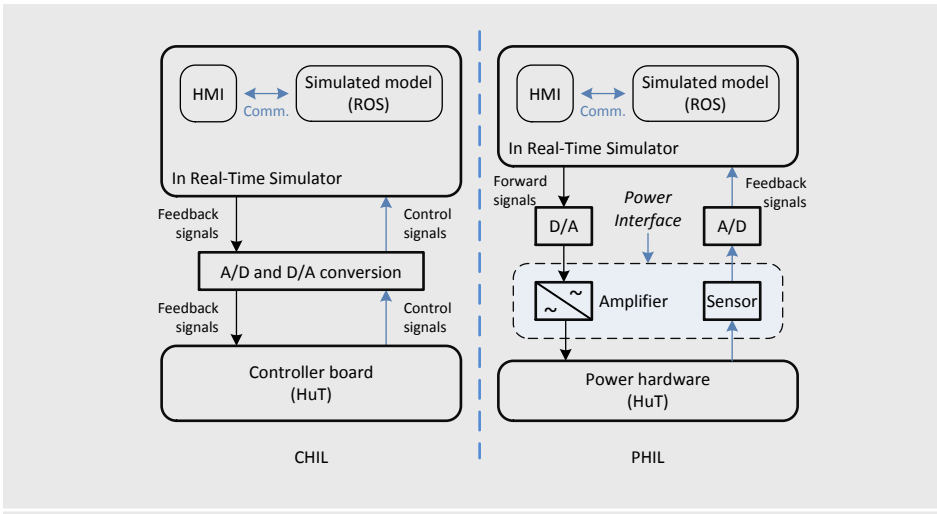 HMI
Comm.
Simulated model
(ROS)
In Real-Time Simulator
Feedback
signals
Control
signals
A/D and D/A conversion
Feedback
signals
Control
signals
Controller board
(HuT)
CHIL
HMI
Comm.
Simulated model
(ROS)
In Real-Time Simulator
Forward
signals
Power
Interface
Feedback
signals
D/A
A/D
~
~
Amplifier
Sensor
Power hardware
(HuT)
PHIL